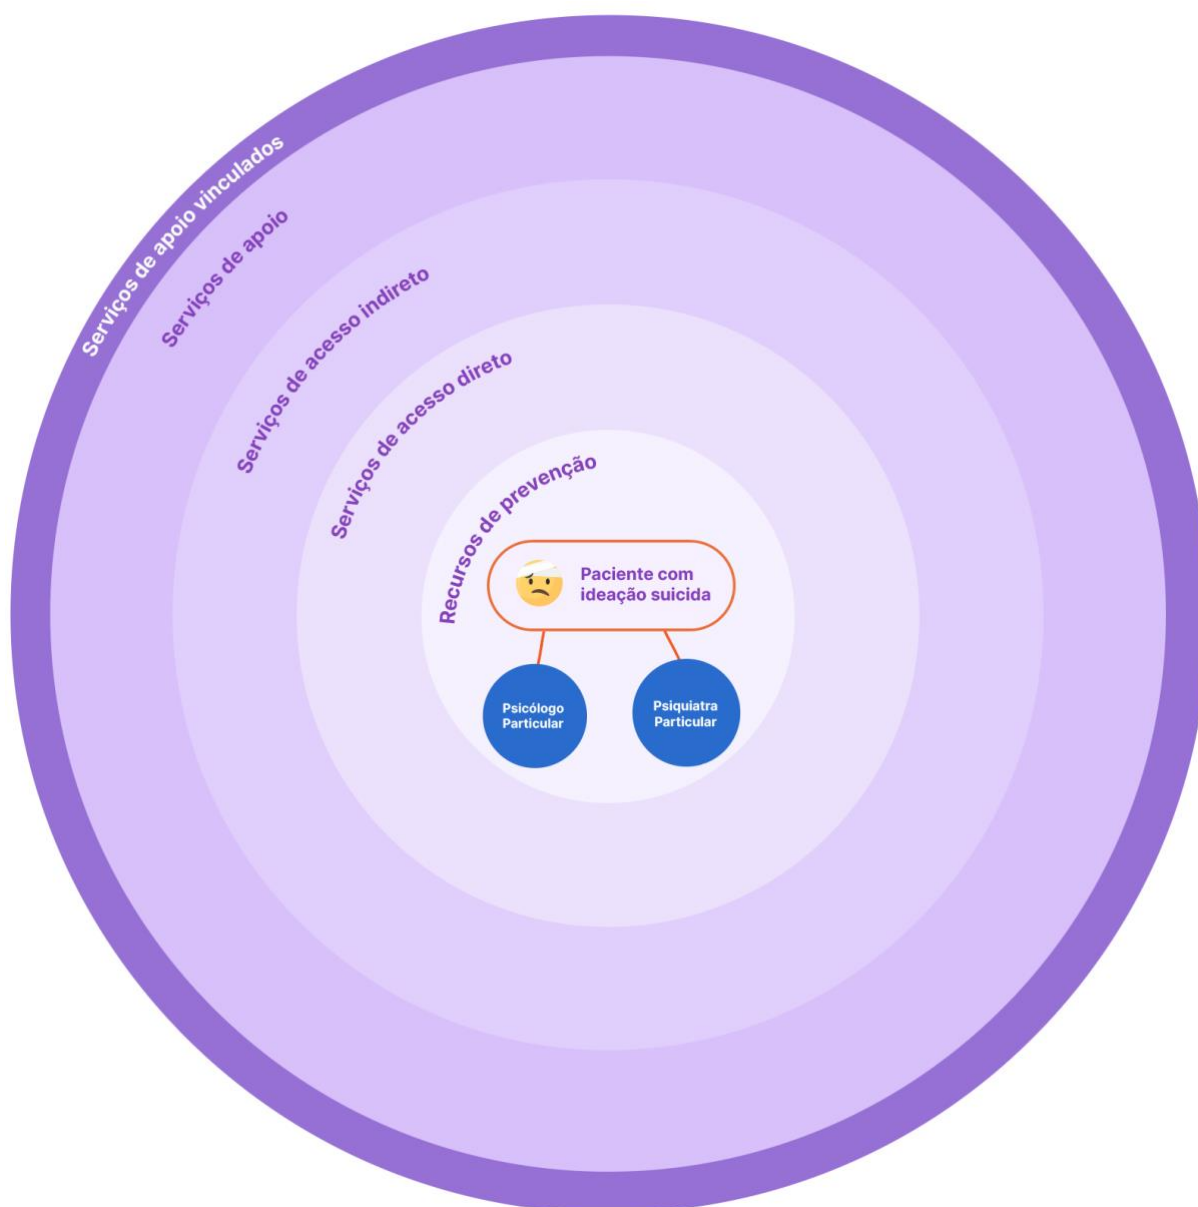 Serviços de apoio vinculados
Serviços de apoio
Serviços de acesso indireto
Serviços de acesso direto
Recursos de prevenção
Paciente com
ideação suicida
Psicólogo
Particular
Psiquiatra
Particular